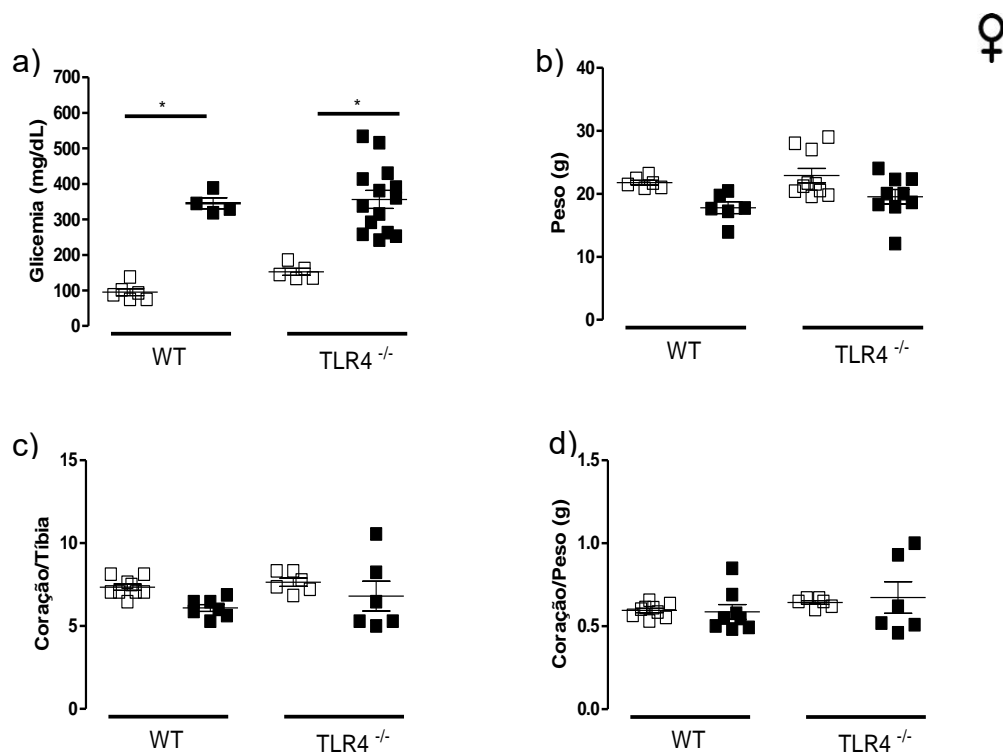 ♀
a)
Glicemia (mg/dL)
700
600
500
400
300
200
100
0
*
*
WT
TLR4 -/-
b)
Peso (g)
40
30
20
10
0
WT
TLR4 -/-
c)
Coração/Tíbia
15
10
5
0
WT
TLR4 -/-
d)
Coração/Peso (g)
1.5
1.0
0.5
0.0
WT
TLR4 -/-